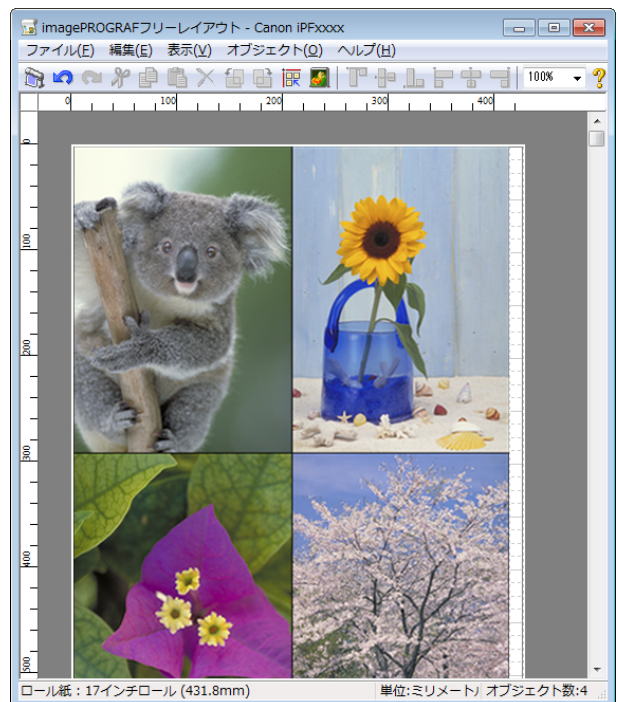 imagePROGRAFフリーレイアウト - Canon iPFxxxx
ファイル(F) 編集(E) 表示(V) オブジェクト(O) ヘルプ(H)
100%
0 100 200 300 400
0
100
200
300
400
500
ロール紙：17インチロール (431.8mm) 単位:ミリメートル オブジェクト数:4